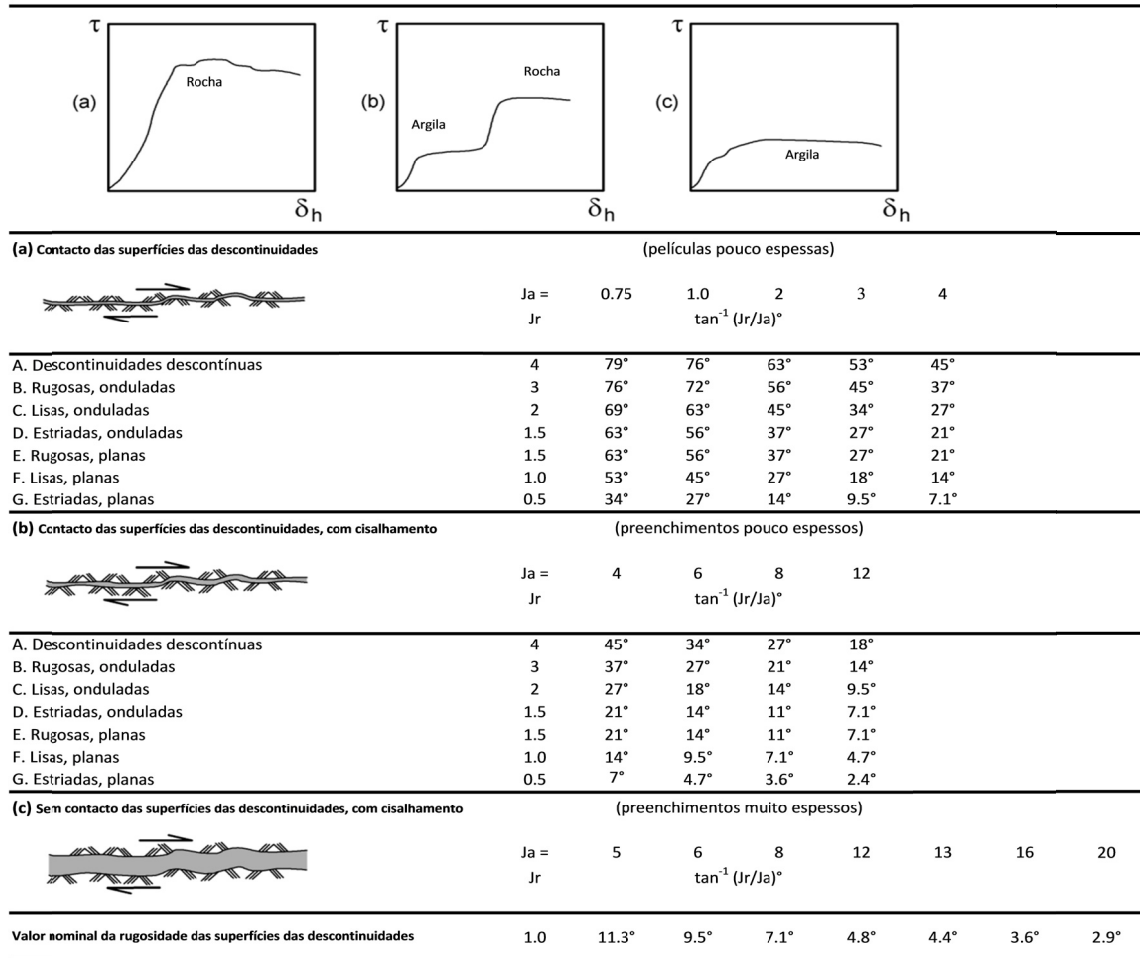 τ
Rocha
(a)
δh
τ
Rocha
(b)
Argila
δh
τ
(c)
Argila
δh
(a) Contacto das superfícies das descontinuidades (películas pouco espessas)
Ja = 0.75 1.0 2 3 4
Jr tan⁻¹ (Jr/Ja)°
A. Descontinuidades descontínuas 4 79° 76° 63° 53° 45°
B. Rugosas, onduladas 3 76° 72° 56° 45° 37°
C. Lisas, onduladas 2 69° 63° 45° 34° 27°
D. Estriadas, onduladas 1.5 63° 56° 37° 27° 21°
E. Rugosas, planas 1.5 63° 56° 37° 27° 21°
F. Lisas, planas 1.0 53° 45° 27° 18° 14°
G. Estriadas, planas 0.5 34° 27° 14° 9.5° 7.1°
(b) Contacto das superfícies das descontinuidades, com cisalhamento (preenchimentos pouco espessos)
Ja = 4 6 8 12
Jr tan⁻¹ (Jr/Ja)°
A. Descontinuidades descontínuas 4 45° 34° 27° 18°
B. Rugosas, onduladas 3 37° 27° 21° 14°
C. Lisas, onduladas 2 27° 18° 14° 9.5°
D. Estriadas, onduladas 1.5 21° 14° 11° 7.1°
E. Rugosas, planas 1.5 21° 14° 11° 7.1°
F. Lisas, planas 1.0 14° 9.5° 7.1° 4.7°
G. Estriadas, planas 0.5 7° 4.7° 3.6° 2.4°
(c) Sem contacto das superfícies das descontinuidades, com cisalhamento (preenchimentos muito espessos)
Ja = 5 6 8 12 13 16 20
Jr tan⁻¹ (Jr/Ja)°
Valor nominal da rugosidade das superfícies das descontinuidades 1.0 11.3° 9.5° 7.1° 4.8° 4.4° 3.6° 2.9°